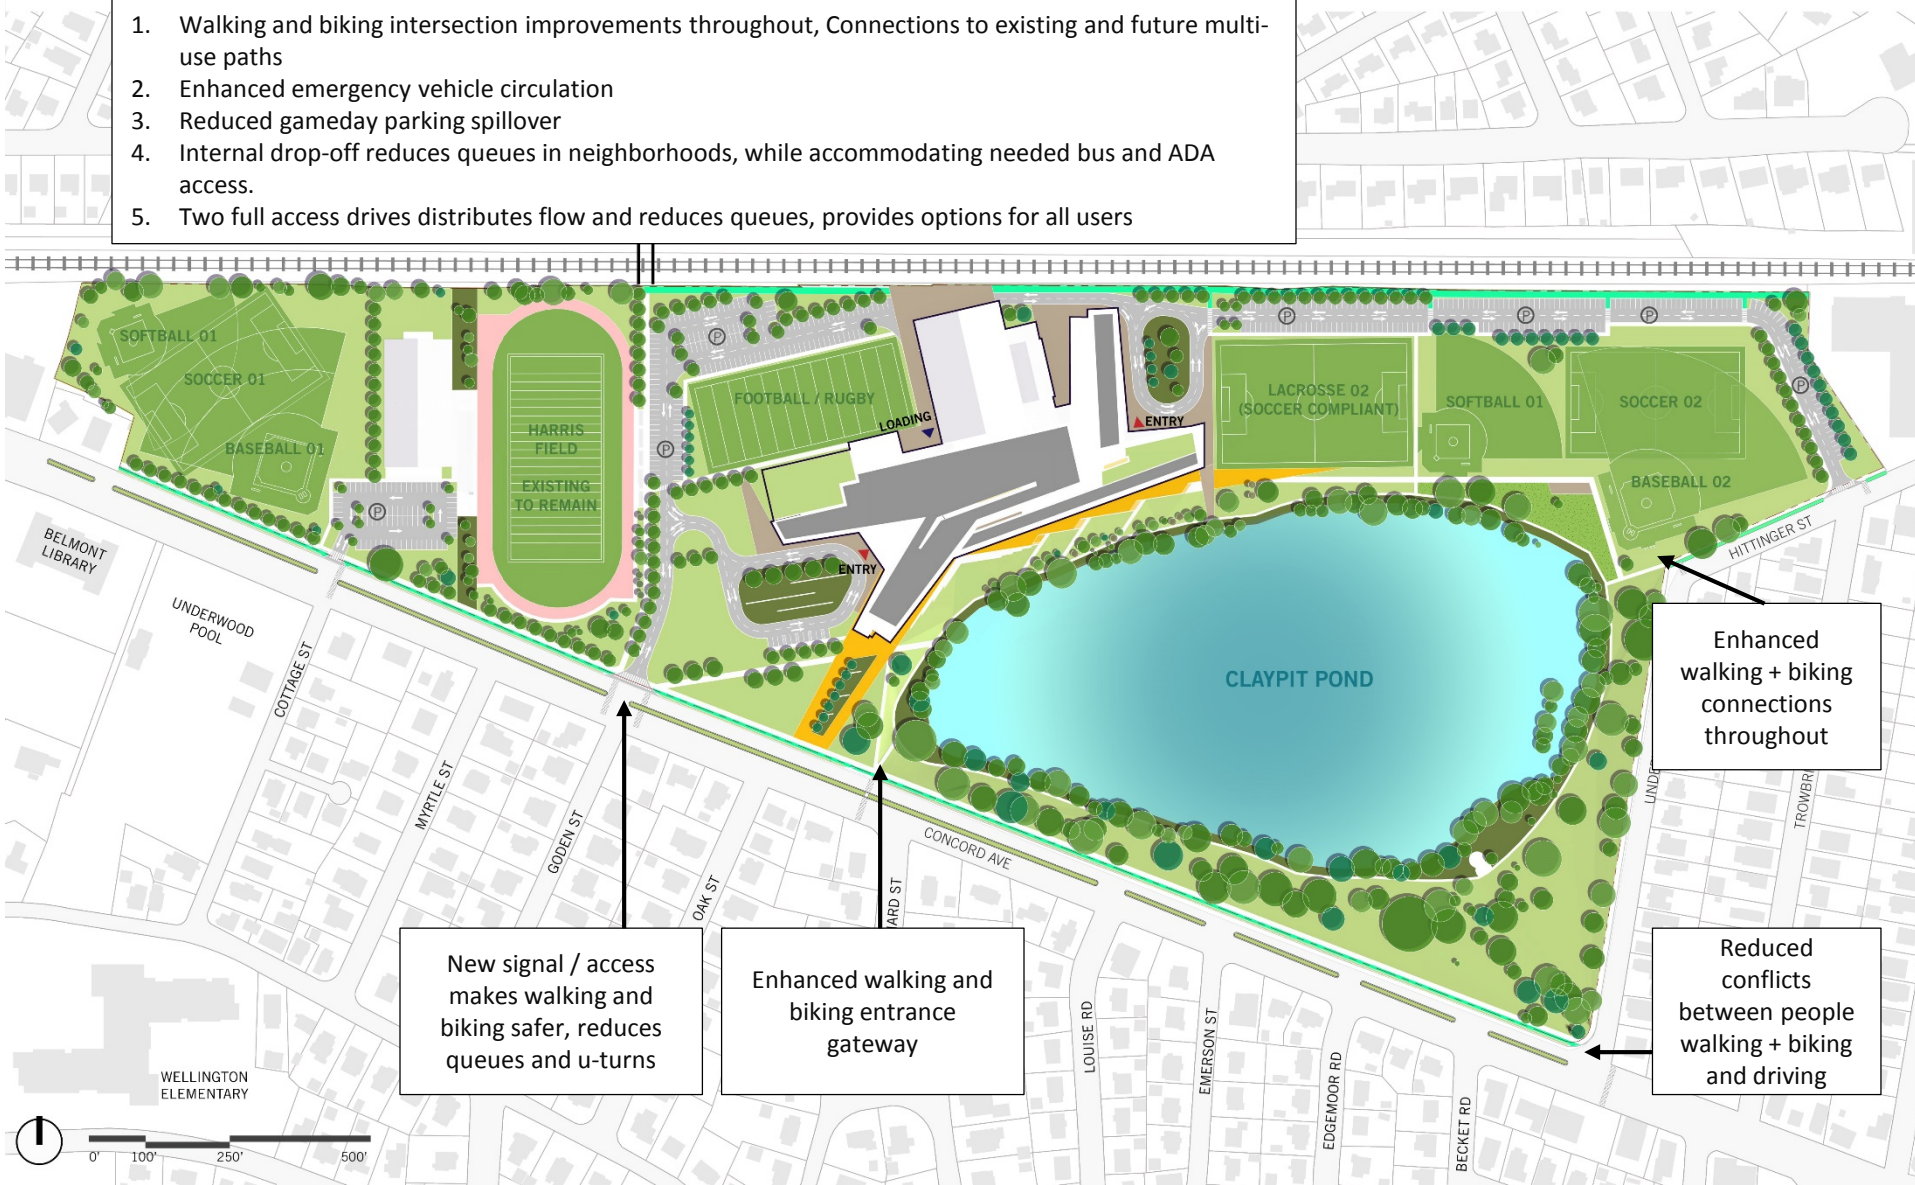 1. Walking and biking intersection improvements throughout, Connections to existing and future multi-
use paths
2. Enhanced emergency vehicle circulation
3. Reduced gameday parking spillover
4. Internal drop-off reduces queues in neighborhoods, while accommodating needed bus and ADA
access.
5. Two full access drives distributes flow and reduces queues, provides options for all users
SOFTBALL 01
SOCCER 01
BASEBALL 01
P
HARRIS
FIELD
EXISTING
TO REMAIN
P
P
FOOTBALL / RUGBY
LOADING
ENTRY
ENTRY
P
P
P
P
LACROSSE 02
(SOCCER COMPLIANT)
SOFTBALL 01
SOCCER 02
BASEBALL 02
HITTINGER ST
BELMONT
LIBRARY
UNDERWOOD
POOL
COTTAGE ST
MYRTLE ST
GODEN ST
OAK ST
ARD ST
CONCORD AVE
CLAYPIT POND
LOUISE RD
EMERSON ST
EDGEMOOR RD
BECKET RD
UNDE
TROWBRI
Enhanced
walking + biking
connections
throughout
New signal / access
makes walking and
biking safer, reduces
queues and u-turns
Enhanced walking and
biking entrance
gateway
Reduced
conflicts
between people
walking + biking
and driving
WELLINGTON
ELEMENTARY
0' 100' 250' 500'